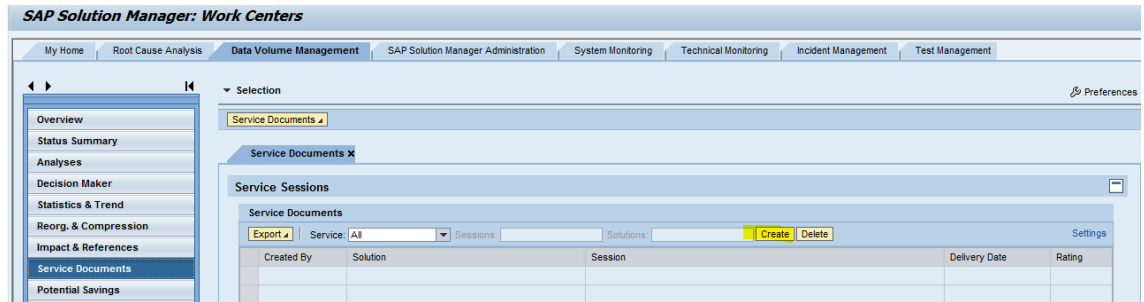 SAP Solution Manager: Work Centers
My Home Root Cause Analysis Data Volume Management SAP Solution Manager Administration System Monitoring Technical Monitoring Incident Management Test Management
Selection Preferences
Overview
Status Summary
Analyses
Decision Maker
Statistics & Trend
Reorg. & Compression
Impact & References
Service Documents
Potential Savings
Service Documents
Service Documents
Service Sessions
Service Documents
Export Service: All Sessions: Solutions: Create Delete Settings
Created By Solution Session Delivery Date Rating